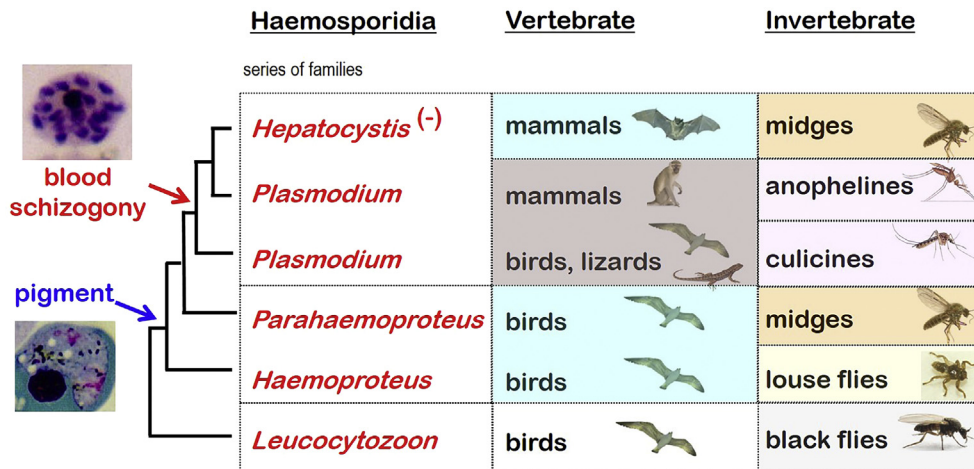 Haemosporidia Vertebrate Invertebrate
series of families
Hepatocystis (-) mammals midges
blood
schizogony
Plasmodium mammals anophelines
Plasmodium birds, lizards culicines
pigment
Parahaemoproteus birds midges
Haemoproteus birds louse flies
Leucocytozoon birds black flies